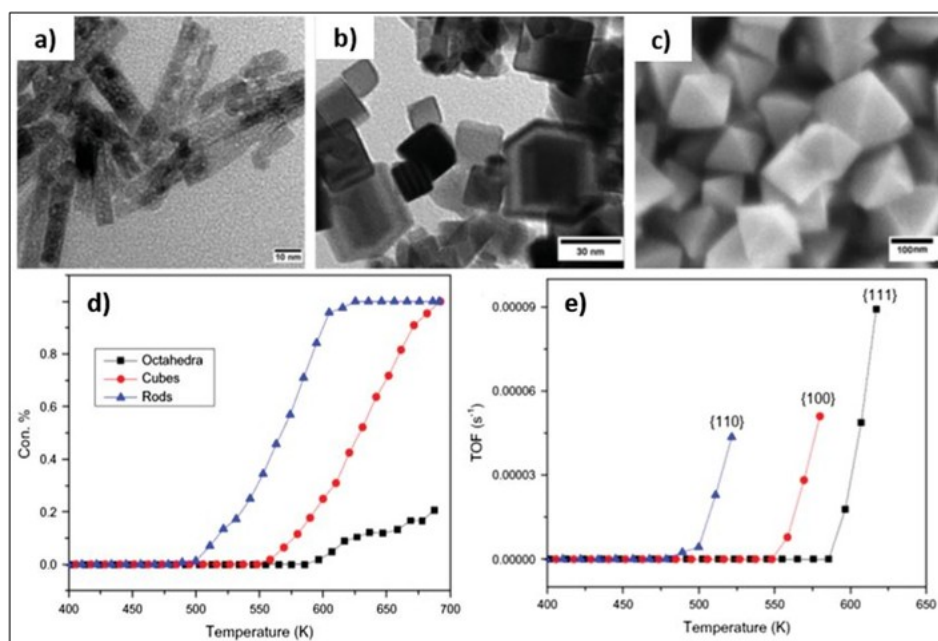 a)
b)
c)
10 nm
30 nm
100nm
d)
Con. %
0.8
0.6
0.4
0.2
0.0
Octahedra
Cubes
Rods
400 450 500 550 600 650 700
Temperature (K)
e)
TOF (s-1)
0.00009
0.00006
0.00003
0.00000
{110}
{100}
{111}
400 450 500 550 600 650
Temperature (K)